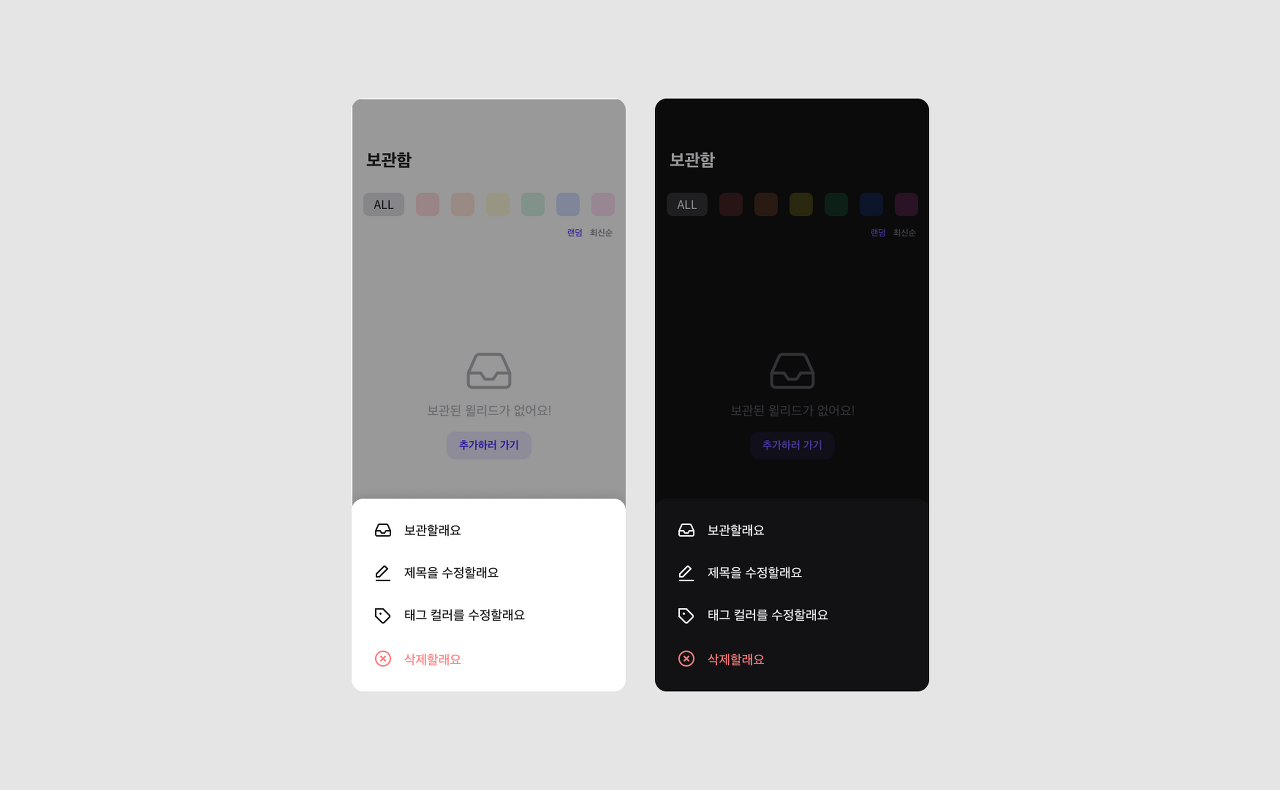 보관함
ALL
랜덤 최신순
보관된 윌리드가 없어요!
추가하러 가기
보관할래요
제목을 수정할래요
태그 컬러를 수정할래요
삭제할래요
보관함
ALL
랜덤 최신순
보관된 윌리드가 없어요!
추가하러 가기
보관할래요
제목을 수정할래요
태그 컬러를 수정할래요
삭제할래요